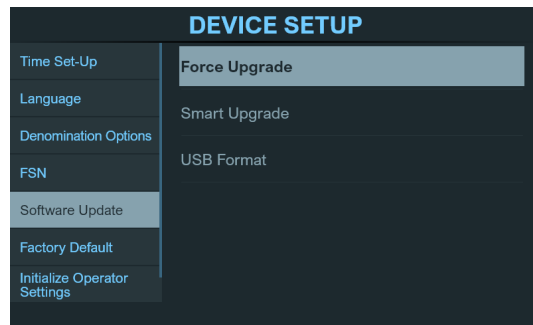 DEVICE SETUP
Time Set-Up
Language
Denomination Options
FSN
Software Update
Factory Default
Initialize Operator
Settings
Force Upgrade
Smart Upgrade
USB Format